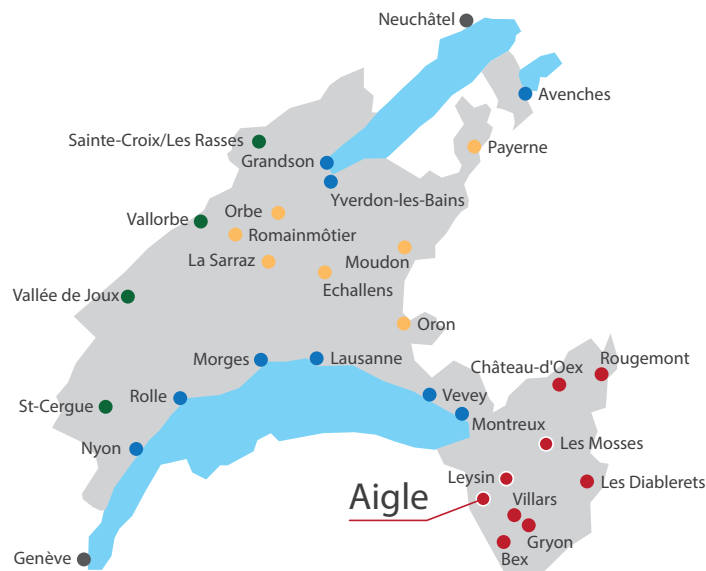 Neuchâtel
Avenches
Sainte-Croix/Les Rasses
Payerne
Grandson
Yverdon-les-Bains
Orbe
Vallorbe
Romainmôtier
La Sarraz
Moudon
Echallens
Vallée de Joux
Oron
Morges
Lausanne
Rougemont
Château-d'Oex
Rolle
Vevey
St-Cergue
Montreux
Nyon
Les Mosses
Leysin
Les Diablerets
Aigle
Villars
Gryon
Bex
Genève